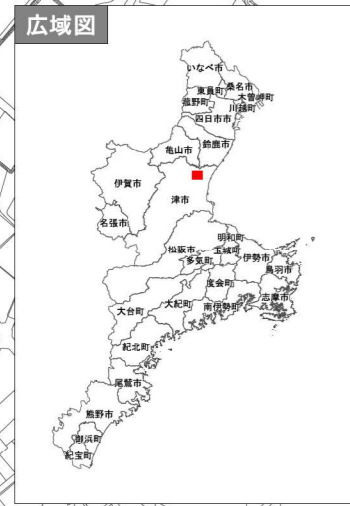 広域図
いなべ市
東員町
桑名市
木曽岬町
菰野町
川越町
四日市市
亀山市
鈴鹿市
伊賀市
津市
名張市
明和町
松阪市
玉城町
多気町
伊勢市
鳥羽市
度会町
志摩市
大台町
大紀町
南伊勢町
紀北町
尾鷲市
熊野市
御浜町
紀宝町